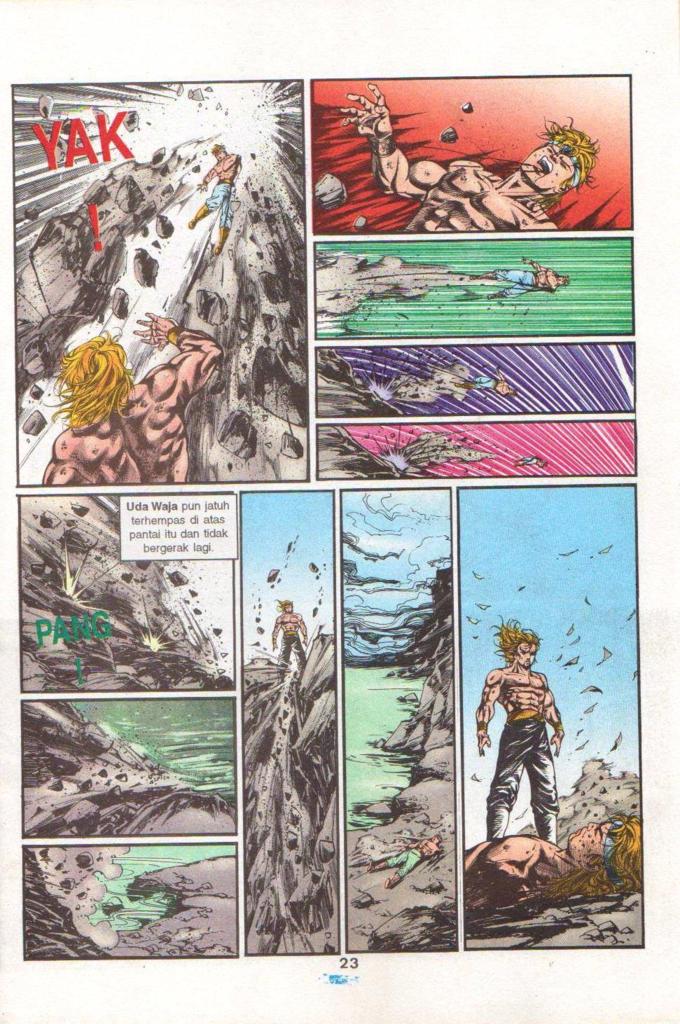 YAK
!
Uda Waja pun jatuh
terhempas di atas
pantai itu dan tidak
bergerak lagi.
PANG
!
23